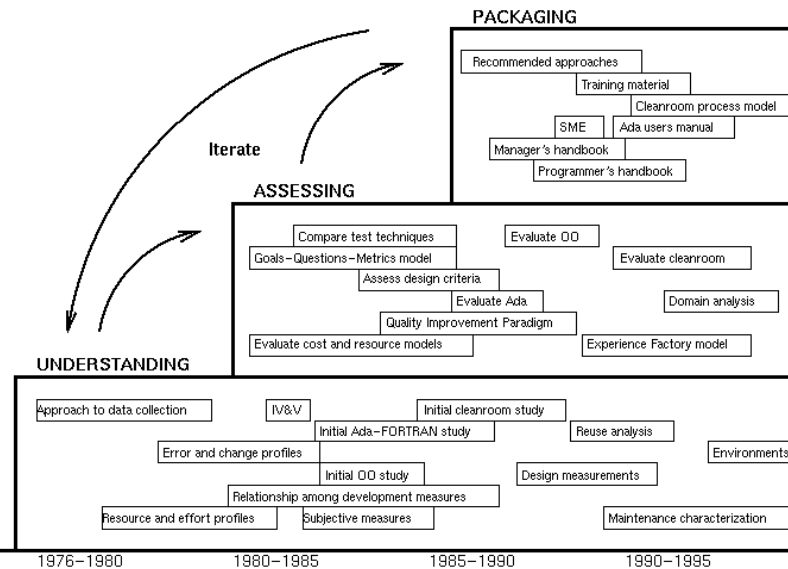 PACKAGING
Recommended approaches
Training material
Cleanroom process model
SME
Ada users manual
Manager's handbook
Programmer's handbook
Iterate
ASSESSING
Compare test techniques
Evaluate OO
Goals-Questions-Metrics model
Evaluate cleanroom
Assess design criteria
Evaluate Ada
Domain analysis
Quality Improvement Paradigm
Evaluate cost and resource models
Experience Factory model
UNDERSTANDING
Approach to data collection
IV&V
Initial cleanroom study
Initial Ada-FORTRAN study
Reuse analysis
Error and change profiles
Environments
Initial OO study
Design measurements
Relationship among development measures
Resource and effort profiles
Subjective measures
Maintenance characterization
1976-1980
1980-1985
1985-1990
1990-1995